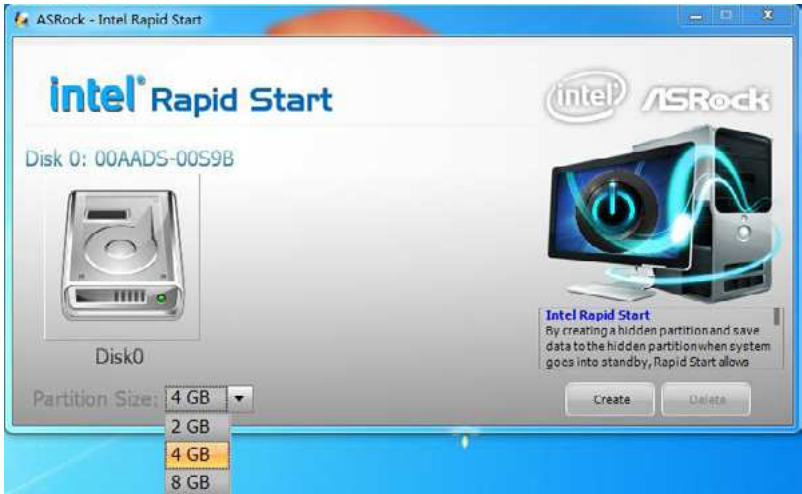 ASRock - Intel Rapid Start
intel® Rapid Start
intel® ASRock
Disk 0: 00AADS-00S9B
Disk0
Intel Rapid Start
By creating a hidden partition and save
data to the hidden partition when system
goes into standby, Rapid Start allows
Partition Size: 4 GB
Create Delete
2 GB
4 GB
8 GB